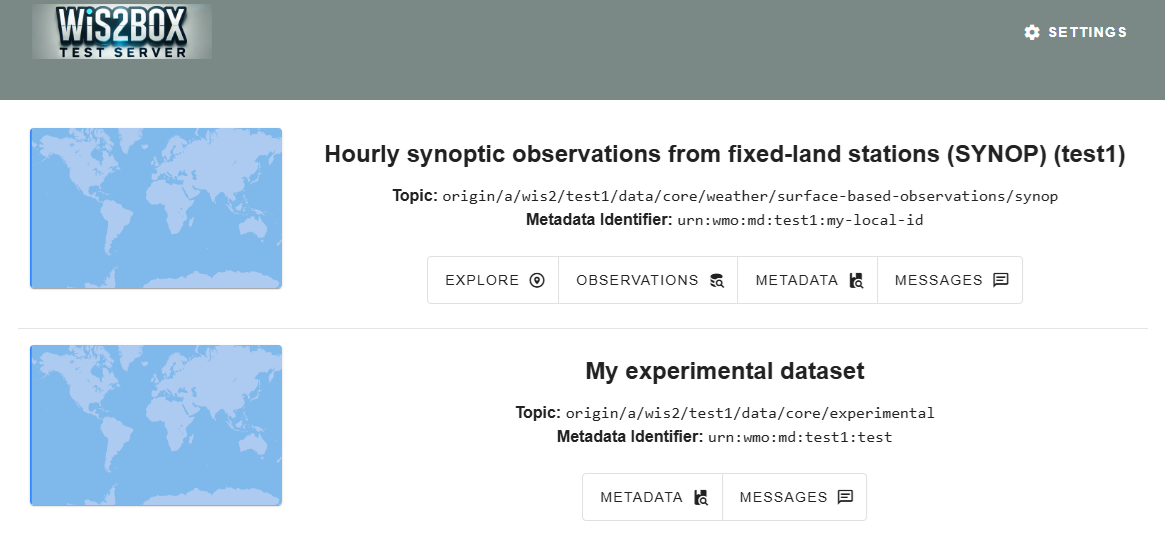 WiS2BOX
TEST SERVER
SETTINGS
Hourly synoptic observations from fixed-land stations (SYNOP) (test1)
Topic: origin/a/wis2/test1/data/core/weather/surface-based-observations/synop
Metadata Identifier: urn:wmo:md:test1:my-local-id
EXPLORE OBSERVATIONS METADATA MESSAGES
My experimental dataset
Topic: origin/a/wis2/test1/data/core/experimental
Metadata Identifier: urn:wmo:md:test1:test
METADATA MESSAGES